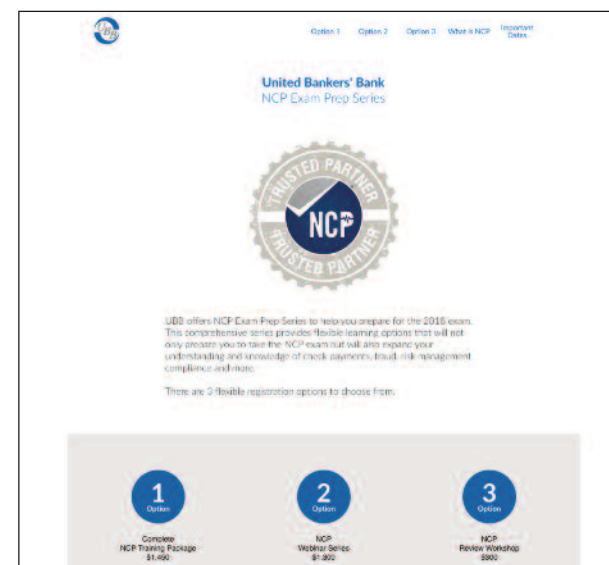 UBB
Option 1 Option 2 Option 3 What is NCP Important Dates
United Bankers' Bank
NCP Exam Prep Series
TRUSTED PARTNER
NCP
TRUSTED PARTNER
UBB offers NCP Exam Prep Series to help you prepare for the 2018 exam.
This comprehensive series provides flexible learning options that will not
only prepare you to take the NCP exam but will also expand your
understanding and knowledge of check payments, fraud, risk management
compliance and more.
There are 3 flexible registration options to choose from.
1 2 3
Option Option Option
Complete NCP NCP
NCP Training Package Webinar Series Review Workshop
$1,300 $300